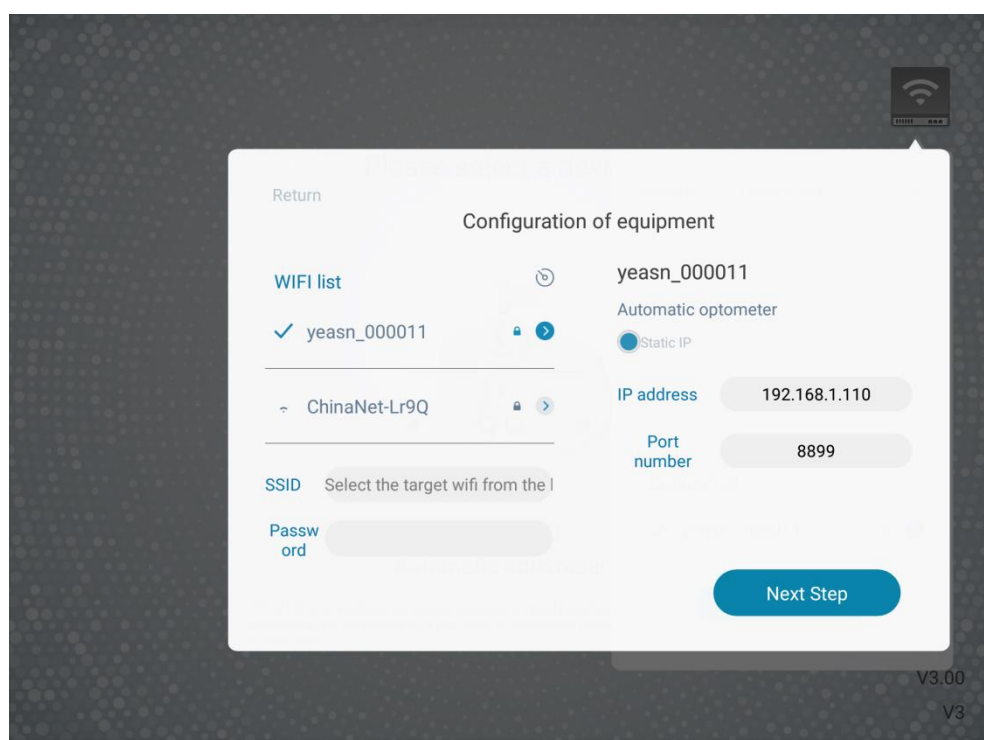 Return
Configuration of equipment
WIFI list
yeasn_000011
ChinaNet-Lr9Q
SSID Select the target wifi from the l
Passw
ord
yeasn_000011
Automatic optometer
Static IP
IP address 192.168.1.110
Port
number
8899
Next Step
V3.00
V3